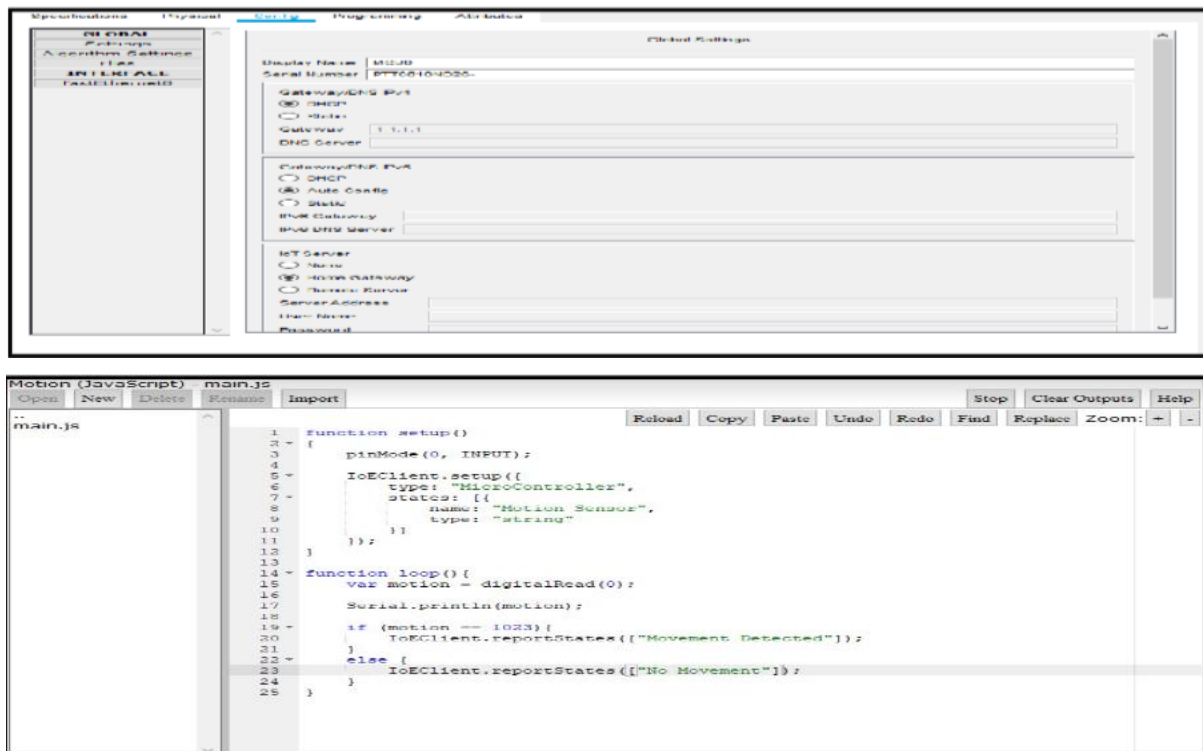 Specifications Physical Config Programming Attributes
GLOBAL
Settings
Algorithm Settings
Files
INTERFACE
FastEthernet0
Global Settings
Display Name
Serial Number
Gateway/DNS IPv4
DHCP
Static
Gateway 1.1.1.1
DNS Server
Gateway/DNS IPv6
DHCP
Auto Config
Static
IPv6 Gateway
IPv6 DNS Server
IoT Server
None
Home Gateway
Remote Server
Server Address
User Name
Password
Motion (JavaScript) - main.js
Open New Delete Rename Import Stop Clear Outputs Help
..
main.js
Reload Copy Paste Undo Redo Find Replace Zoom: + -
1 function setup()
2 {
3 pinMode(0, INPUT);
4
5 IoEClient.setup({
6 type: "MicroController",
7 states: [{
8 name: "Motion Sensor",
9 type: "string"
10 }]
11 });
12 }
13
14 function loop(){
15 var motion = digitalRead(0);
16
17 Serial.println(motion);
18
19 if (motion == 1023){
20 IoEClient.reportStates(["Movement Detected"]);
21 }
22 else {
23 IoEClient.reportStates(["No Movement"]);
24 }
25 }